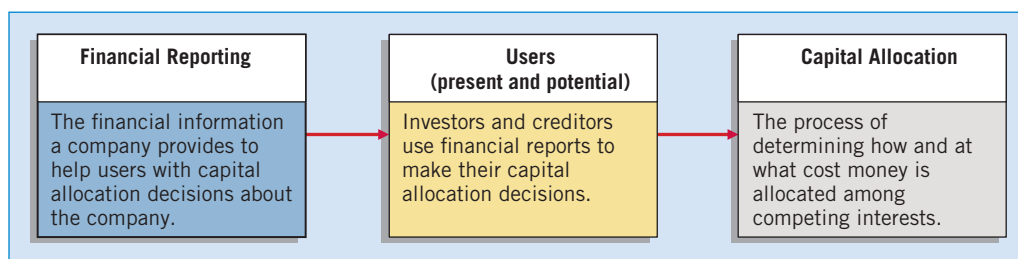 Financial Reporting
The financial information
a company provides to
help users with capital
allocation decisions about
the company.
Users
(present and potential)
Investors and creditors
use financial reports to
make their capital
allocation decisions.
Capital Allocation
The process of
determining how and at
what cost money is
allocated among
competing interests.